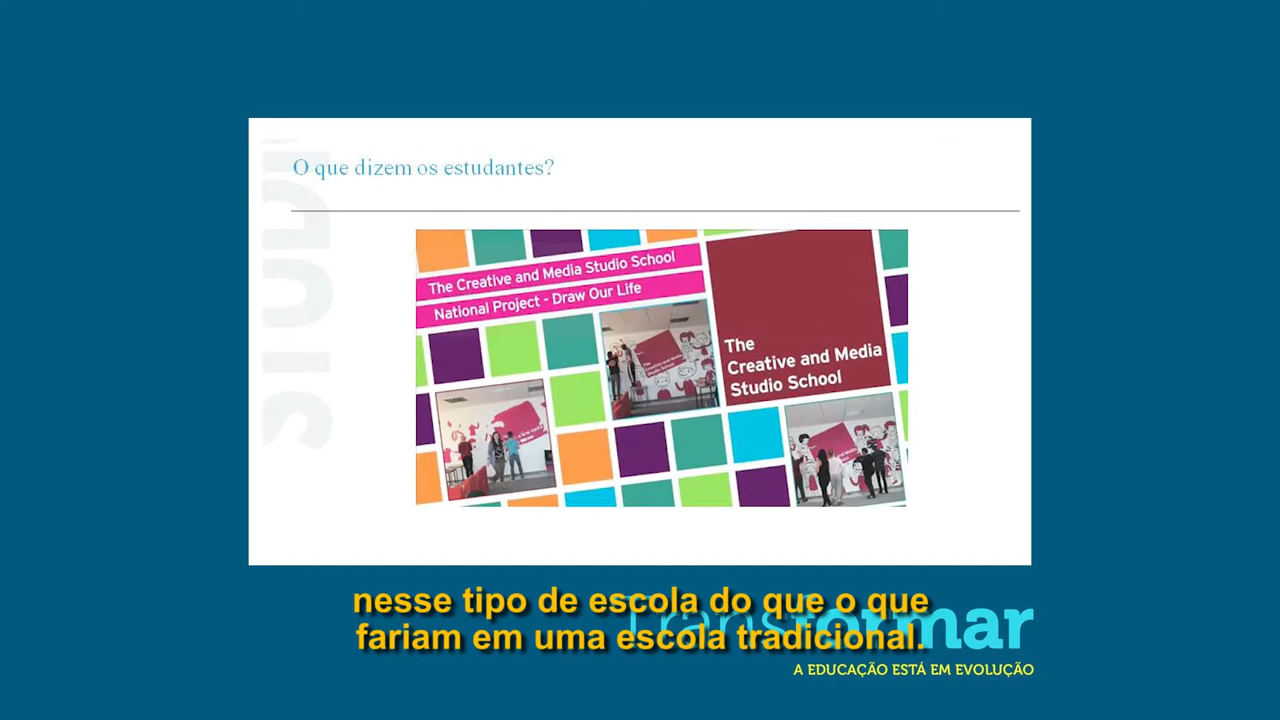 O que dizem os estudantes?
The Creative and Media Studio School
National Project - Draw Our Life
The
Creative and Media
Studio School
nesse tipo de escola do que o que
fariam em uma escola tradicional.
Transformar
A EDUCAÇÃO ESTÁ EM EVOLUÇÃO